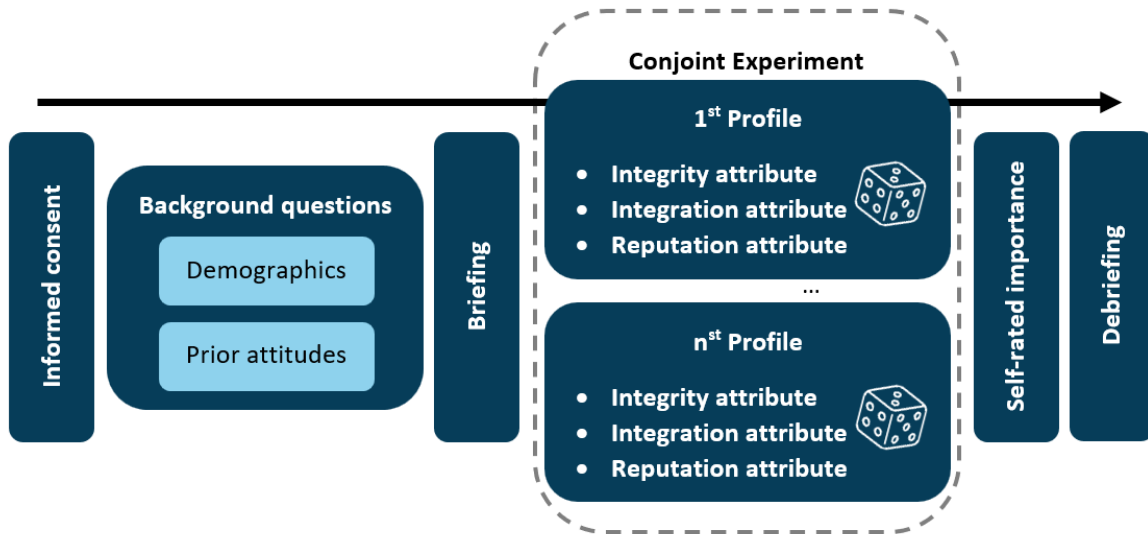 Informed consent
Background questions
Demographics
Prior attitudes
Briefing
Conjoint Experiment
1st Profile
• Integrity attribute
• Integration attribute
• Reputation attribute
...
nst Profile
• Integrity attribute
• Integration attribute
• Reputation attribute
Self-rated importance
Debriefing